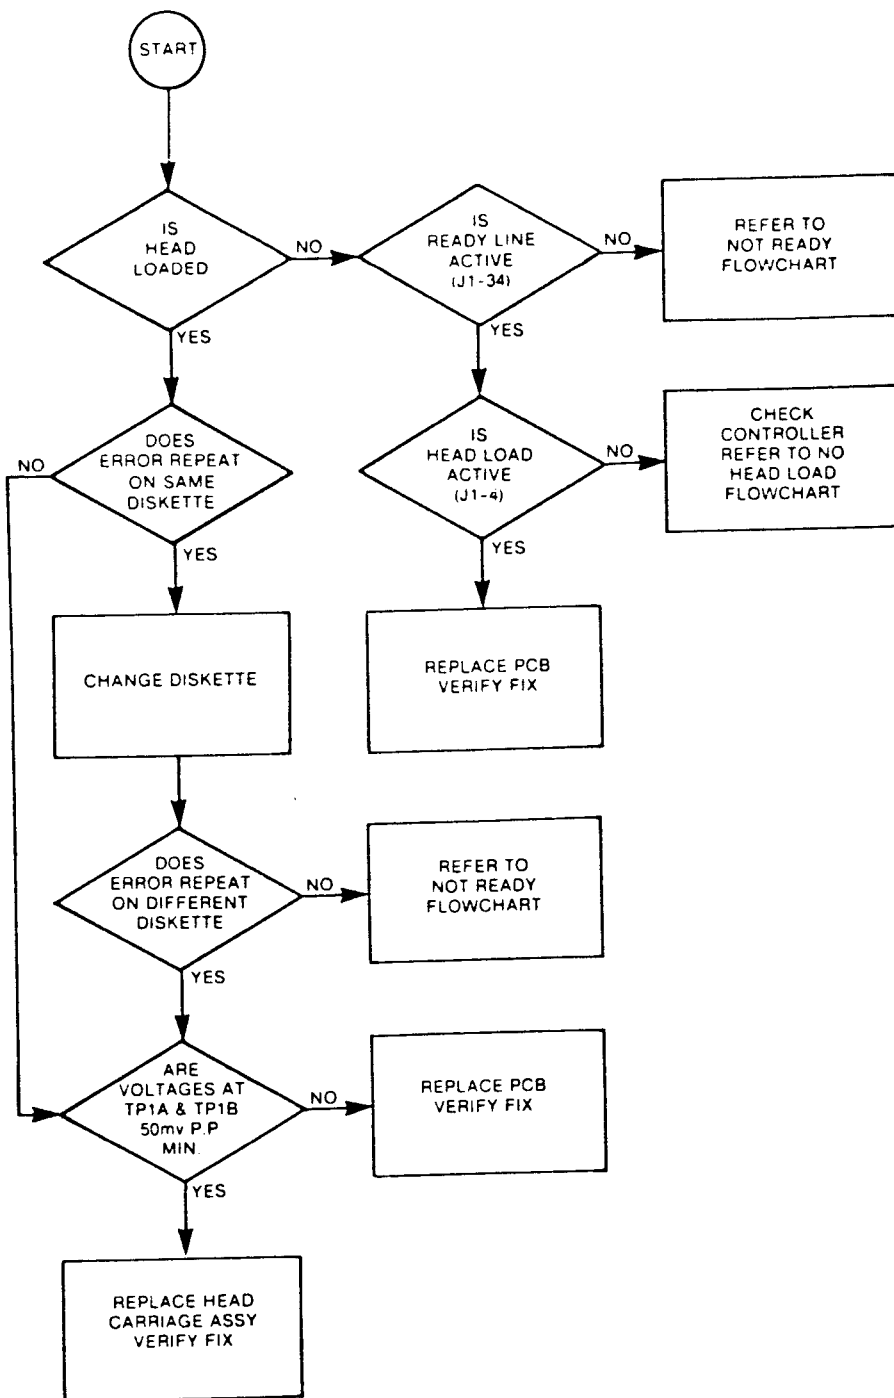 START
IS
HEAD
LOADED
NO
IS
READY LINE
ACTIVE
(J1-34)
NO
REFER TO
NOT READY
FLOWCHART
YES
YES
DOES
ERROR REPEAT
ON SAME
DISKETTE
NO
IS
HEAD LOAD
ACTIVE
(J1-4)
NO
CHECK
CONTROLLER
REFER TO NO
HEAD LOAD
FLOWCHART
YES
YES
CHANGE DISKETTE
REPLACE PCB
VERIFY FIX
DOES
ERROR REPEAT
ON DIFFERENT
DISKETTE
NO
REFER TO
NOT READY
FLOWCHART
YES
ARE
VOLTAGES AT
TP1A & TP1B
50mv P.P
MIN.
NO
REPLACE PCB
VERIFY FIX
YES
REPLACE HEAD
CARRIAGE ASSY
VERIFY FIX